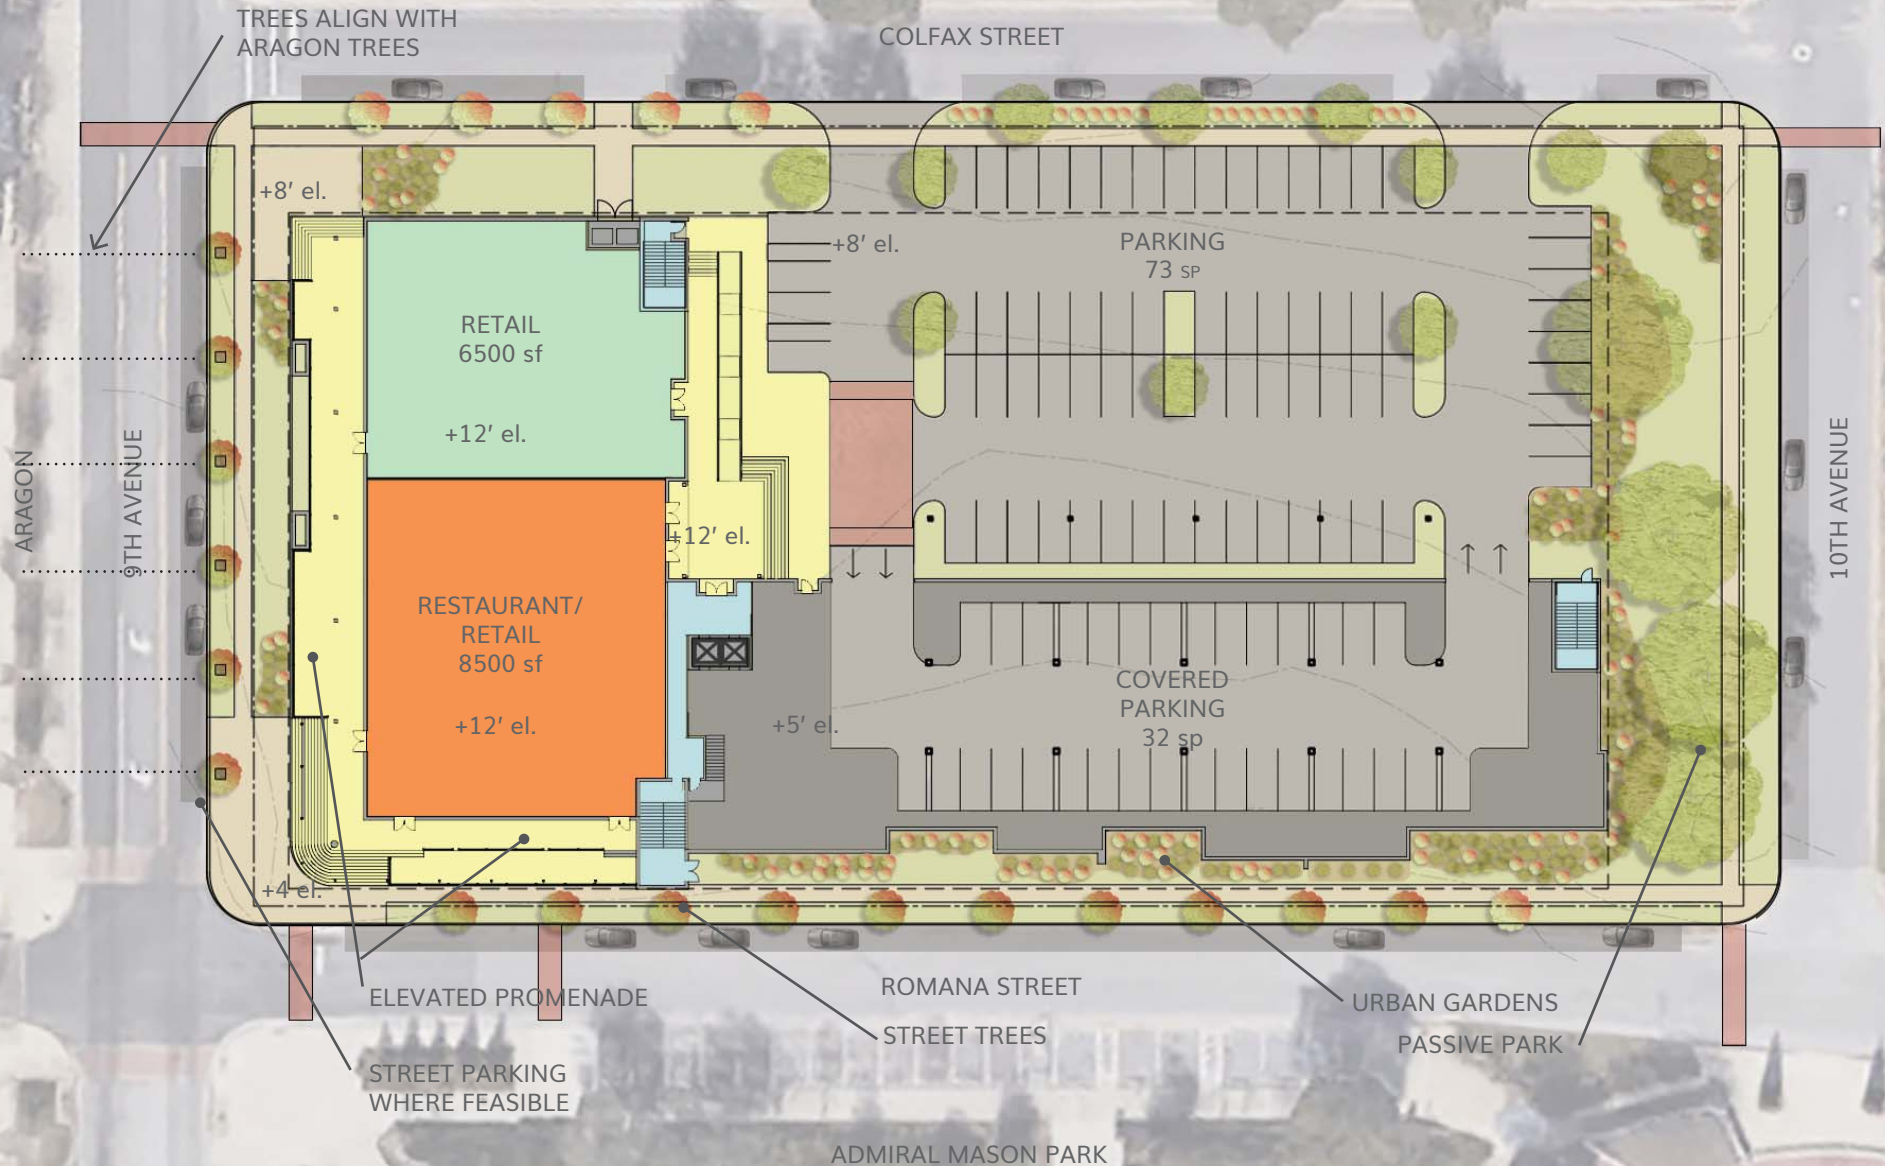 TREES ALIGN WITH
ARAGON TREES
COLFAX STREET
+8' el.
+8' el.
PARKING
73 SP
RETAIL
6500 sf
+12' el.
ARAGON
9TH AVENUE
10TH AVENUE
+12' el.
RESTAURANT/
RETAIL
8500 sf
+12' el.
+5' el.
COVERED
PARKING
32 sp
+4 el.
ELEVATED PROMENADE
ROMANA STREET
STREET TREES
URBAN GARDENS
PASSIVE PARK
STREET PARKING
WHERE FEASIBLE
ADMIRAL MASON PARK